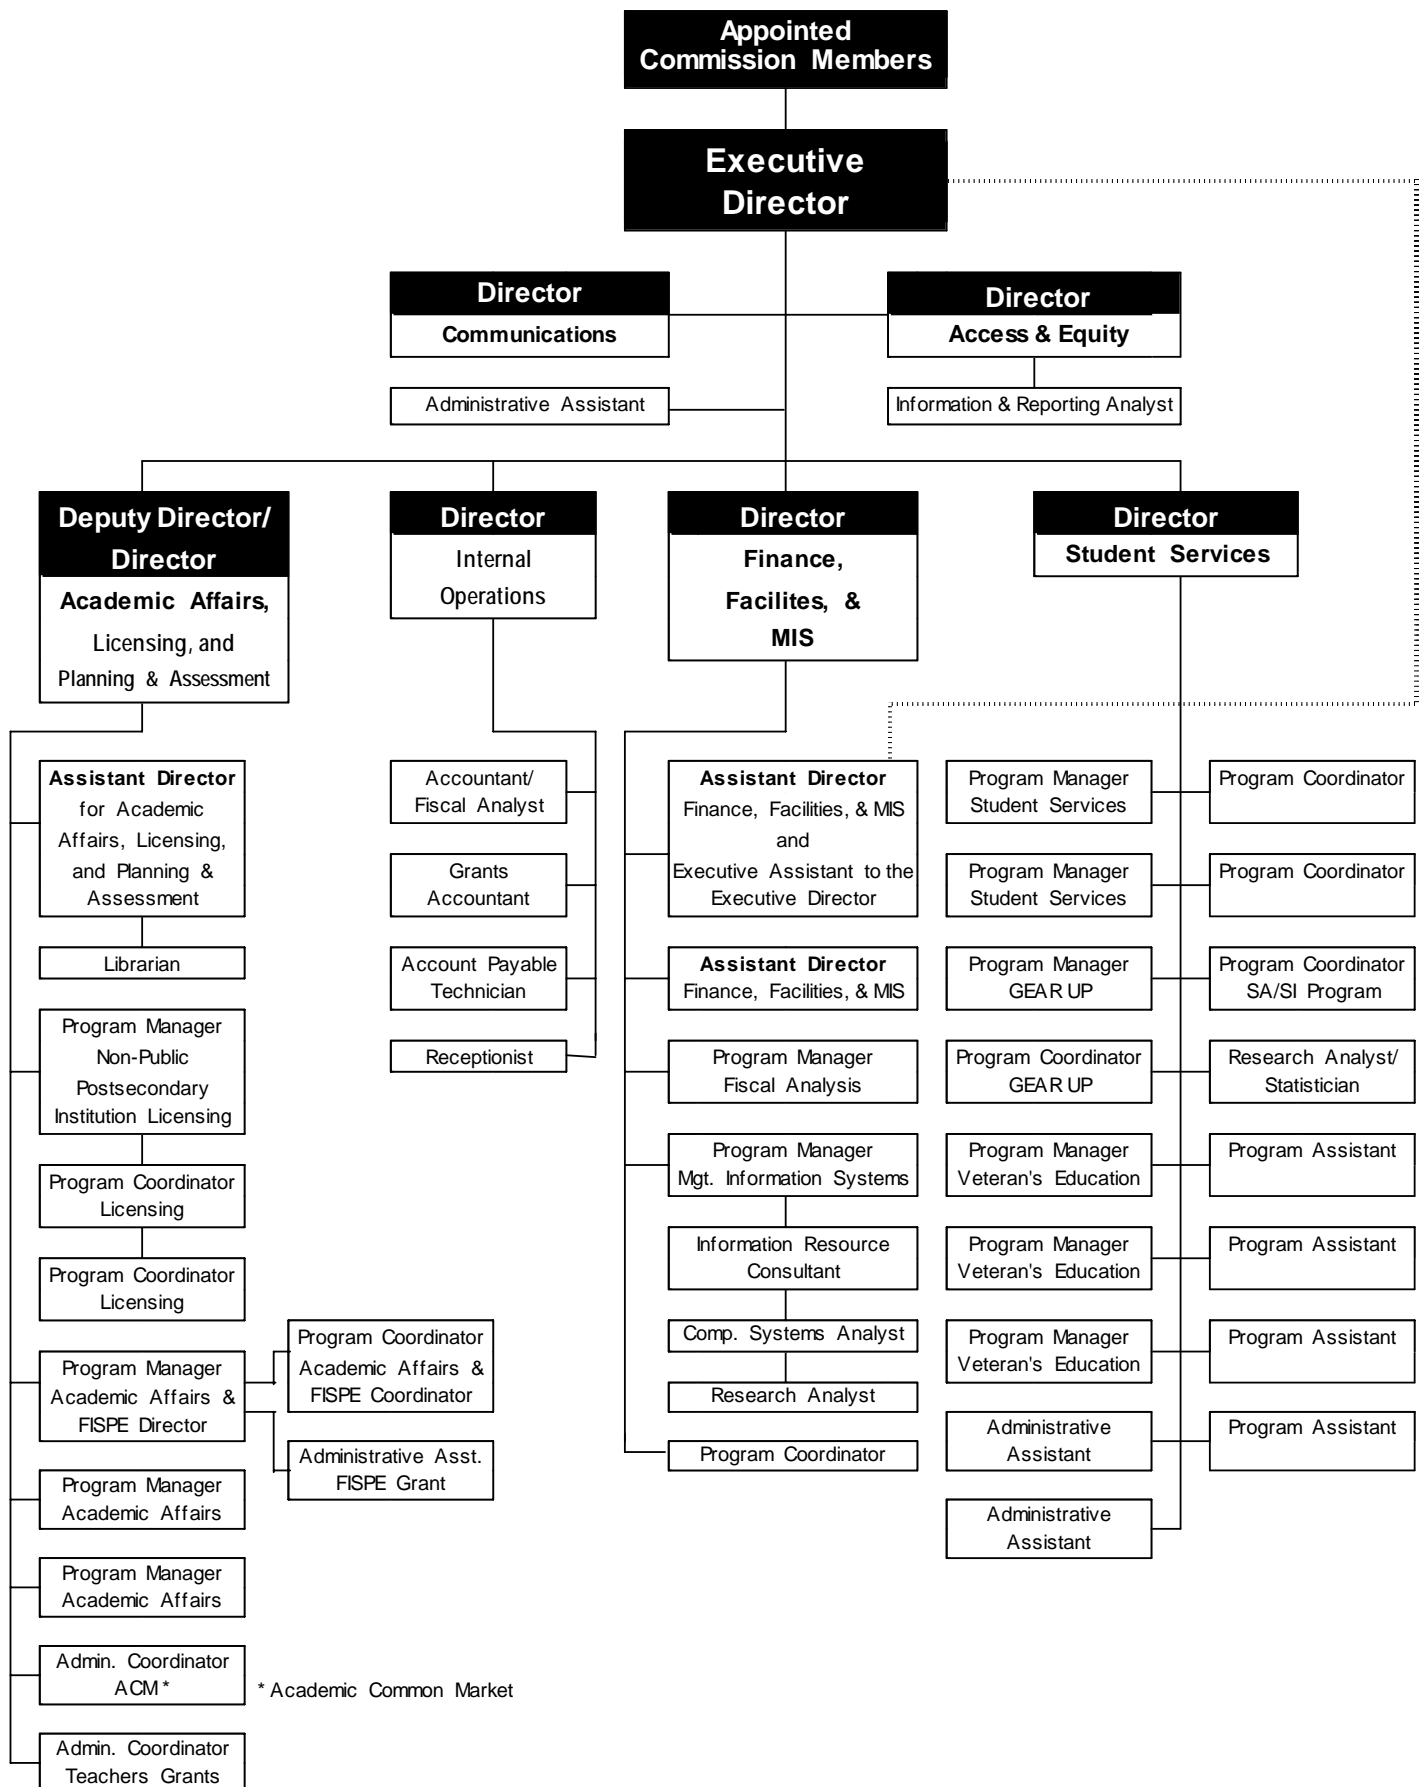 Appointed
Commission Members
Executive
Director
Director
Communications
Director
Access & Equity
Administrative Assistant
Information & Reporting Analyst
Deputy Director/
Director
Academic Affairs,
Licensing, and
Planning & Assessment
Director
Internal
Operations
Director
Finance,
Facilites, &
MIS
Director
Student Services
Assistant Director
for Academic
Affairs, Licensing,
and Planning &
Assessment
Librarian
Program Manager
Non-Public
Postsecondary
Institution Licensing
Program Coordinator
Licensing
Program Coordinator
Licensing
Program Manager
Academic Affairs &
FISPE Director
Program Coordinator
Academic Affairs &
FISPE Coordinator
Administrative Asst.
FISPE Grant
Program Manager
Academic Affairs
Program Manager
Academic Affairs
Admin. Coordinator
ACM *
* Academic Common Market
Admin. Coordinator
Teachers Grants
Accountant/
Fiscal Analyst
Grants
Accountant
Account Payable
Technician
Receptionist
Assistant Director
Finance, Facilities, & MIS
and
Executive Assistant to the
Executive Director
Assistant Director
Finance, Facilities, & MIS
Program Manager
Fiscal Analysis
Program Manager
Mgt. Information Systems
Information Resource
Consultant
Comp. Systems Analyst
Research Analyst
Program Coordinator
Program Manager
Student Services
Program Manager
Student Services
Program Manager
GEAR UP
Program Coordinator
GEAR UP
Program Manager
Veteran's Education
Program Manager
Veteran's Education
Program Manager
Veteran's Education
Administrative
Assistant
Administrative
Assistant
Program Coordinator
Program Coordinator
Program Coordinator
SA/SI Program
Research Analyst/
Statistician
Program Assistant
Program Assistant
Program Assistant
Program Assistant